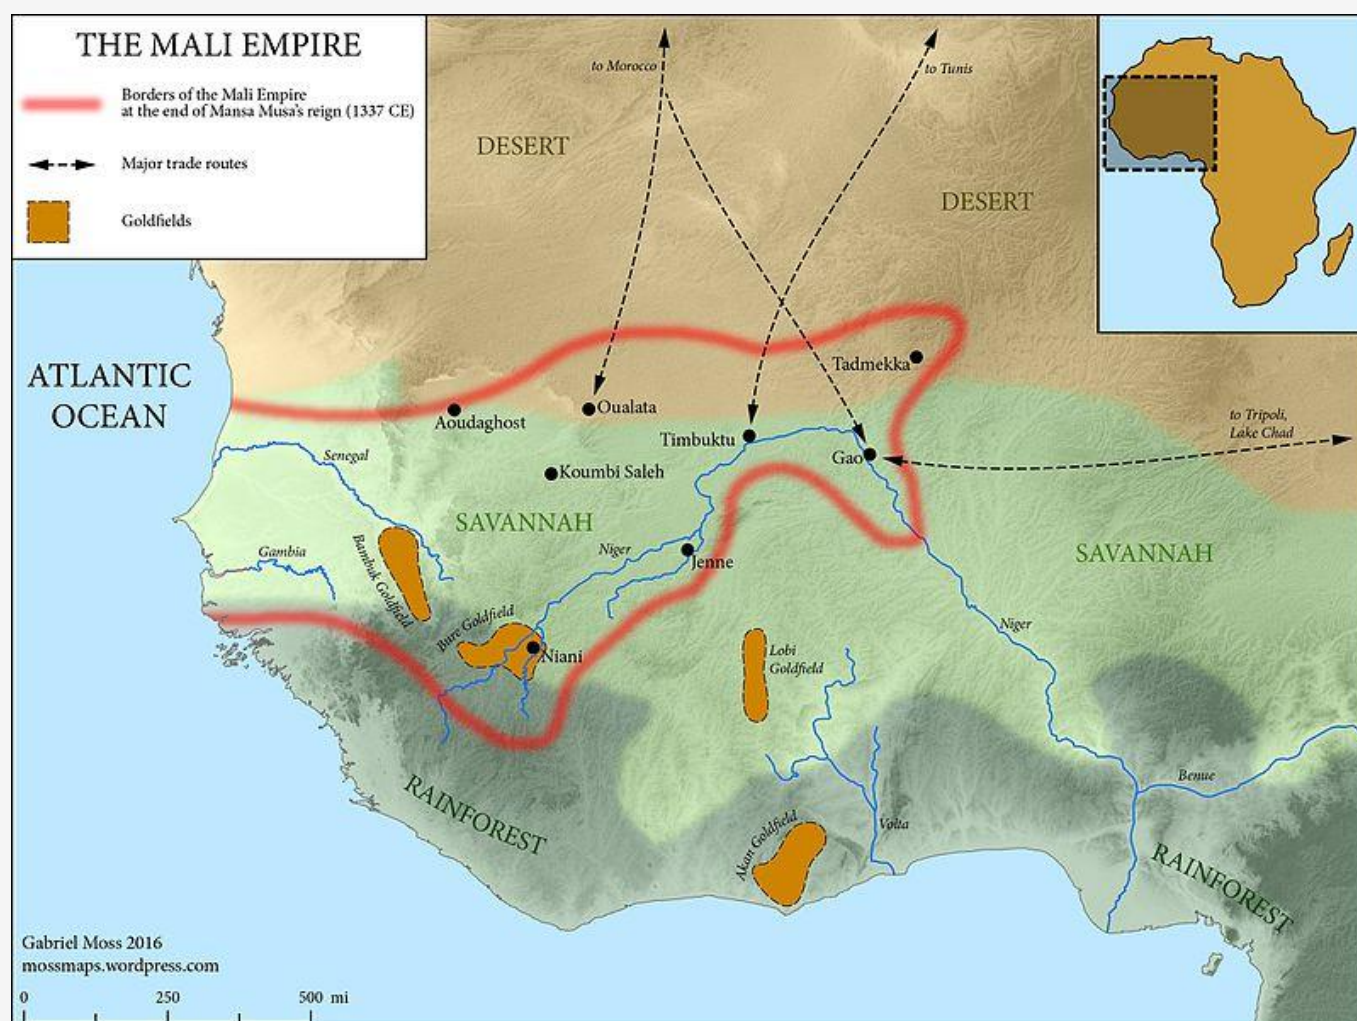 THE MALI EMPIRE
Borders of the Mali Empire
at the end of Mansa Musa's reign (1337 CE)
Major trade routes
Goldfields
to Morocco
to Tunis
DESERT
DESERT
ATLANTIC
OCEAN
Tadmekka
Oualata
Aoudaghost
to Tripoli,
Lake Chad
Timbuktu
Gao
Senegal
Koumbi Saleh
SAVANNAH
SAVANNAH
Niger
Gambia
Jenne
Bambuk Goldfield
Bure Goldfield
Niani
Niger
Lobi
Goldfield
Benue
RAINFOREST
Volta
Akan Goldfield
RAINFOREST
Gabriel Moss 2016
mossmaps.wordpress.com
0 250 500 mi